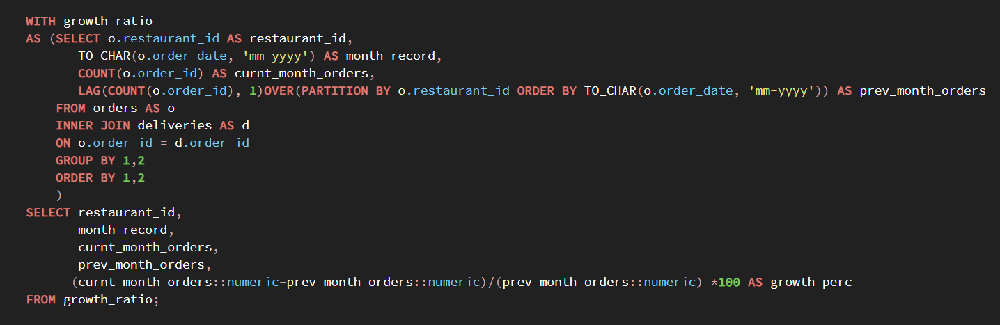 WITH growth_ratio
AS (SELECT o.restaurant_id AS restaurant_id,
       TO_CHAR(o.order_date, 'mm-yyyy') AS month_record,
       COUNT(o.order_id) AS curnt_month_orders,
       LAG(COUNT(o.order_id), 1)OVER(PARTITION BY o.restaurant_id ORDER BY TO_CHAR(o.order_date, 'mm-yyyy')) AS prev_month_orders
    FROM orders AS o
    INNER JOIN deliveries AS d
    ON o.order_id = d.order_id
    GROUP BY 1,2
    ORDER BY 1,2
    )
SELECT restaurant_id,
       month_record,
       curnt_month_orders,
       prev_month_orders,
      (curnt_month_orders::numeric-prev_month_orders::numeric)/(prev_month_orders::numeric) *100 AS growth_perc
FROM growth_ratio;